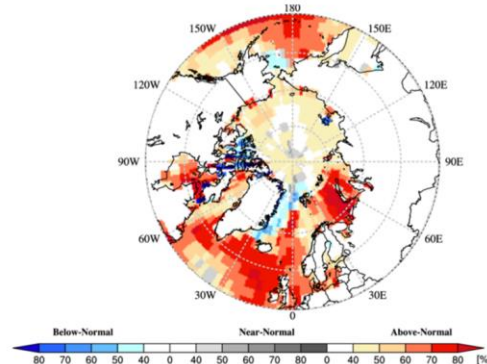 180
150W 150E
120W 120E
90W 90E
60W 60E
30W 30E
0
Below-Normal Near-Normal Above-Normal
80 70 60 50 40 0 40 50 60 70 80 0 40 50 60 70 80 [%]